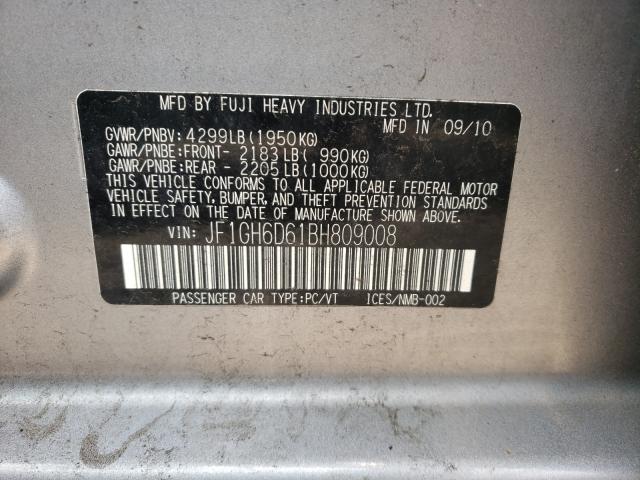 MFD BY FUJI HEAVY INDUSTRIES LTD.
MFD IN 09/10
GVWR/PNBV: 4299LB(1950KG)
GAWR/PNBE:FRONT- 2183LB( 990KG)
GAWR/PNBE:REAR - 2205LB(1000KG)
THIS VEHICLE CONFORMS TO ALL APPLICABLE FEDERAL MOTOR
VEHICLE SAFETY, BUMPER, AND THEFT PREVENTION STANDARDS
IN EFFECT ON THE DATE OF MANUFACTURE SHOWN ABOVE.
VIN: JF1GH6D61BH809008
PASSENGER CAR TYPE:PC/VT ICES/NMB-002